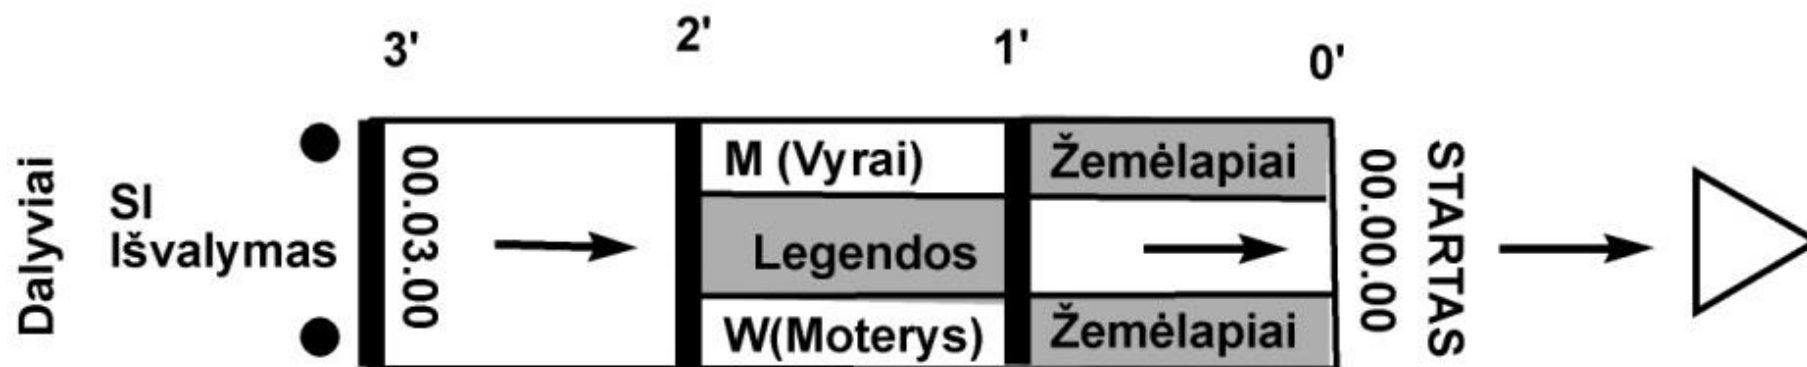 3'
2'
1'
0'
Dalyviai
SI
Išvalymas
00.03.00
M (Vyrai)
Legendos
W(Moterys)
Žemėlapiai
Žemėlapiai
00.00.00
STARTAS